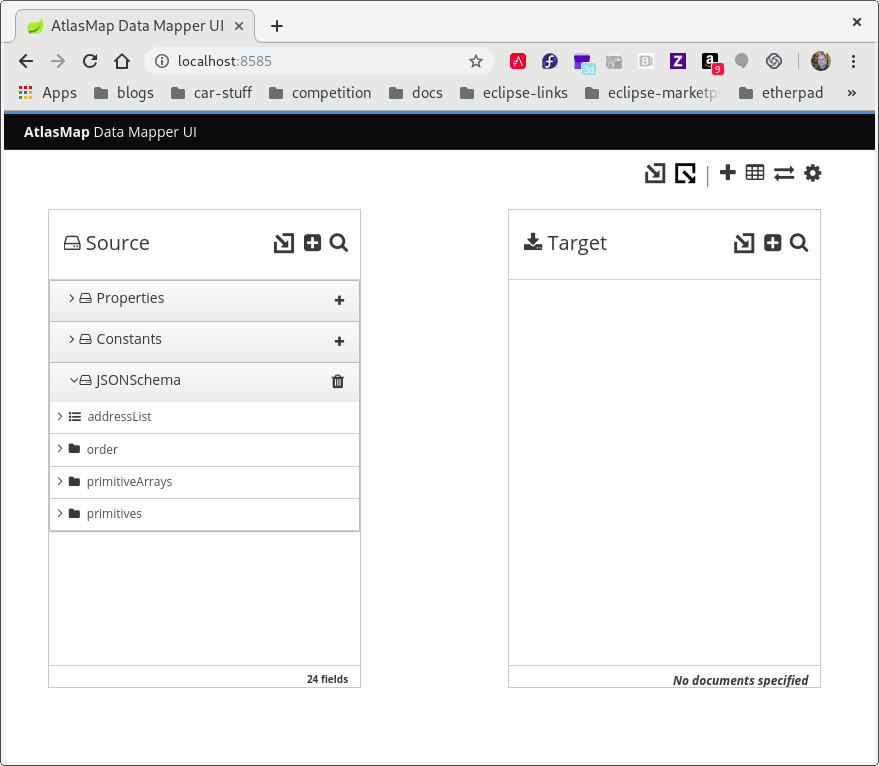 AtlasMap Data Mapper UI
localhost:8585
3d
9
Apps blogs car-stuff competition docs eclipse-links eclipse-marketpl etherpad »
AtlasMap Data Mapper UI
Source
Target
Properties
Constants
JSONSchema
addressList
order
primitiveArrays
primitives
24 fields
No documents specified